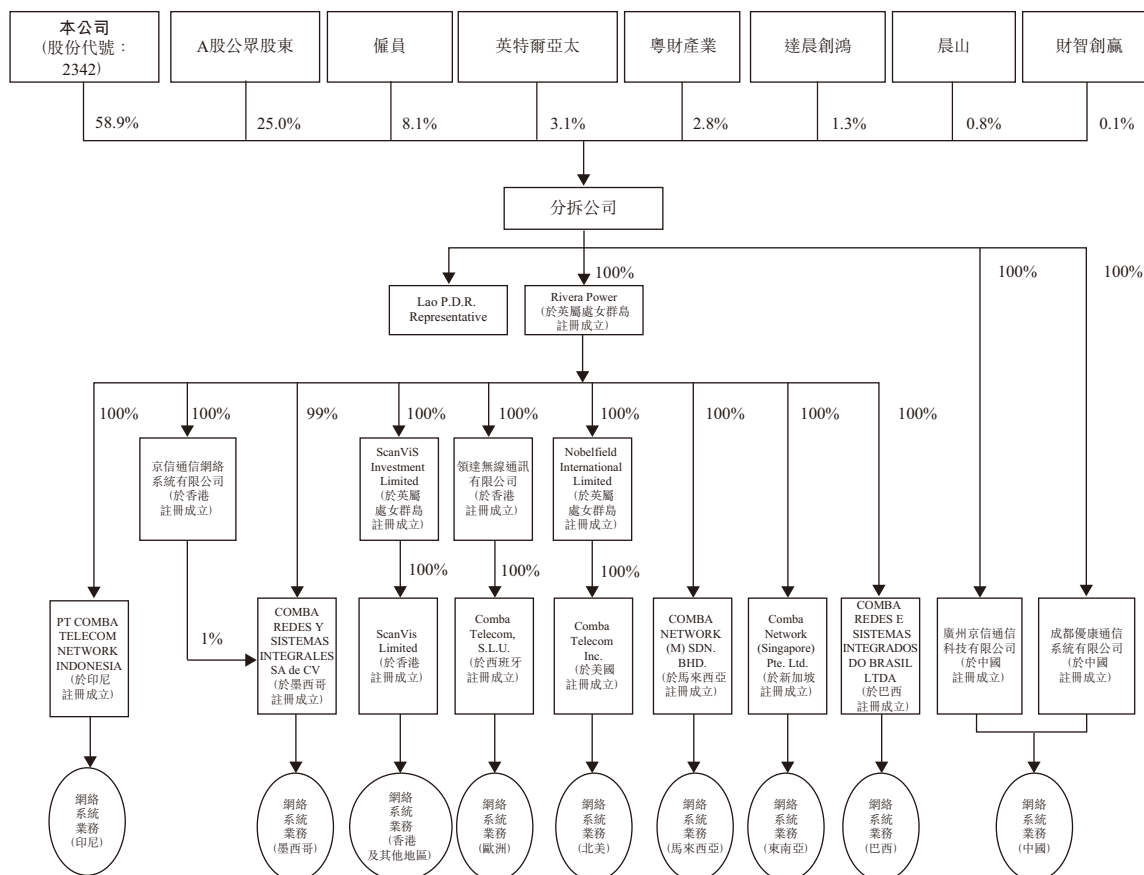 本公司
(股份代號：
2342)
A股公眾股東
僱員
英特爾亞太
粵財產業
達晨創鴻
晨山
財智創贏
58.9%
25.0%
8.1%
3.1%
2.8%
1.3%
0.8%
0.1%
分拆公司
100%
100%
100%
Lao P.D.R.
Representative
Rivera Power
(於英屬處女群島
註冊成立)
100%
100%
99%
100%
100%
100%
100%
100%
100%
京信通信網絡
系統有限公司
(於香港
註冊成立)
ScanViS
Investment
Limited
(於英屬
處女群島
註冊成立)
領達無線通訊
有限公司
(於香港
註冊成立)
Nobelfield
International
Limited
(於英屬
處女群島
註冊成立)
100%
100%
100%
1%
PT COMBA
TELECOM
NETWORK
INDONESIA
(於印尼
註冊成立)
COMBA
REDES Y
SISTEMAS
INTEGRALES
SA de CV
(於墨西哥
註冊成立)
ScanVis
Limited
(於香港
註冊成立)
Comba
Telecom,
S.L.U.
(於西班牙
註冊成立)
Comba
Telecom
Inc.
(於美國
註冊成立)
COMBA
NETWORK
(M) SDN.
BHD.
(於馬來西亞
註冊成立)
Comba
Network
(Singapore)
Pte. Ltd.
(於新加坡
註冊成立)
COMBA
REDES E
SISTEMAS
INTEGRADOS
DO BRASIL
LTDA
(於巴西
註冊成立)
廣州京信通信
科技有限公司
(於中國
註冊成立)
成都優康通信
系統有限公司
(於中國
註冊成立)
網絡
系統
業務
(印尼)
網絡
系統
業務
(墨西哥)
網絡
系統
業務
(香港
及其他地區)
網絡
系統
業務
(歐洲)
網絡
系統
業務
(北美)
網絡
系統
業務
(馬來西亞)
網絡
系統
業務
(東南亞)
網絡
系統
業務
(巴西)
網絡
系統
業務
(中國)